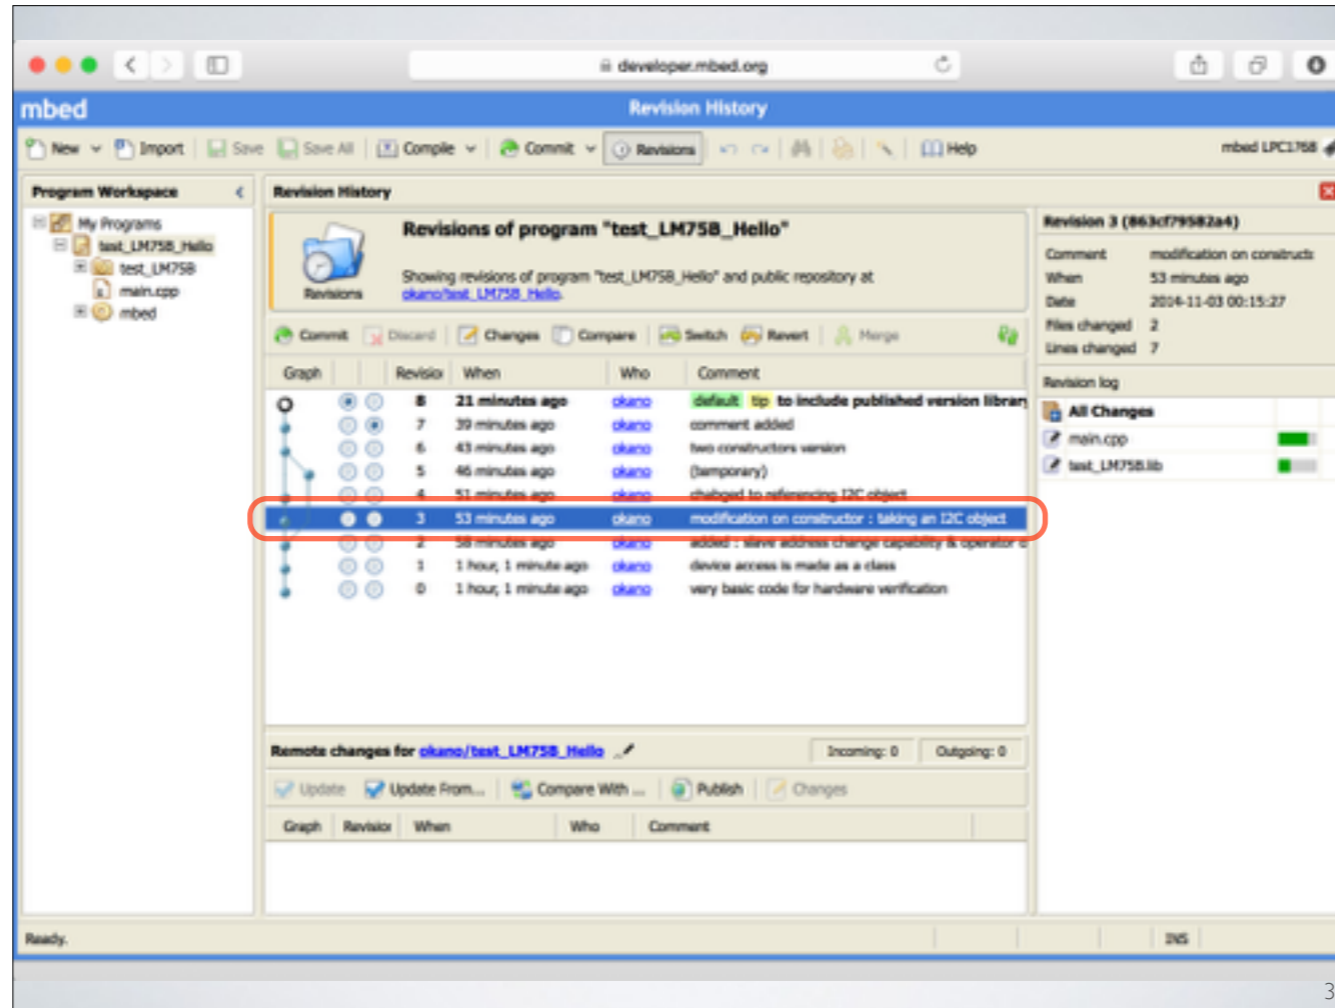 developer.mbed.org
mbed
Revision History
New Import Save Save All Compile Commit Revisions Help mbed LPC1768
Program Workspace
My Programs
test_LM75B_Hello
test_LM75B
main.cpp
mbed
Revision History
Revisions
Revisions of program "test_LM75B_Hello"
Showing revisions of program "test_LM75B_Hello" and public repository at
okano/test_LM75B_Hello.
Commit Discard Changes Compare Switch Revert Merge
Graph Revision When Who Comment
8 21 minutes ago okano default tip to include published version library
7 39 minutes ago okano comment added
6 43 minutes ago okano two constructors version
5 46 minutes ago okano (temporary)
4 51 minutes ago okano chabged to referencing I2C object
3 53 minutes ago okano modification on constructor : taking an I2C object
2 58 minutes ago okano added : slave address change capability & operator o
1 1 hour, 1 minute ago okano device access is made as a class
0 1 hour, 1 minute ago okano very basic code for hardware verification
Remote changes for okano/test_LM75B_Hello Incoming: 0 Outgoing: 0
Update Update From... Compare With ... Publish Changes
Graph Revision When Who Comment
Revision 3 (863cf79582a4)
Comment modification on constructo
When 53 minutes ago
Date 2014-11-03 00:15:27
Files changed 2
Lines changed 7
Revision log
All Changes
main.cpp
test_LM75B.lib
Ready.
INS
3